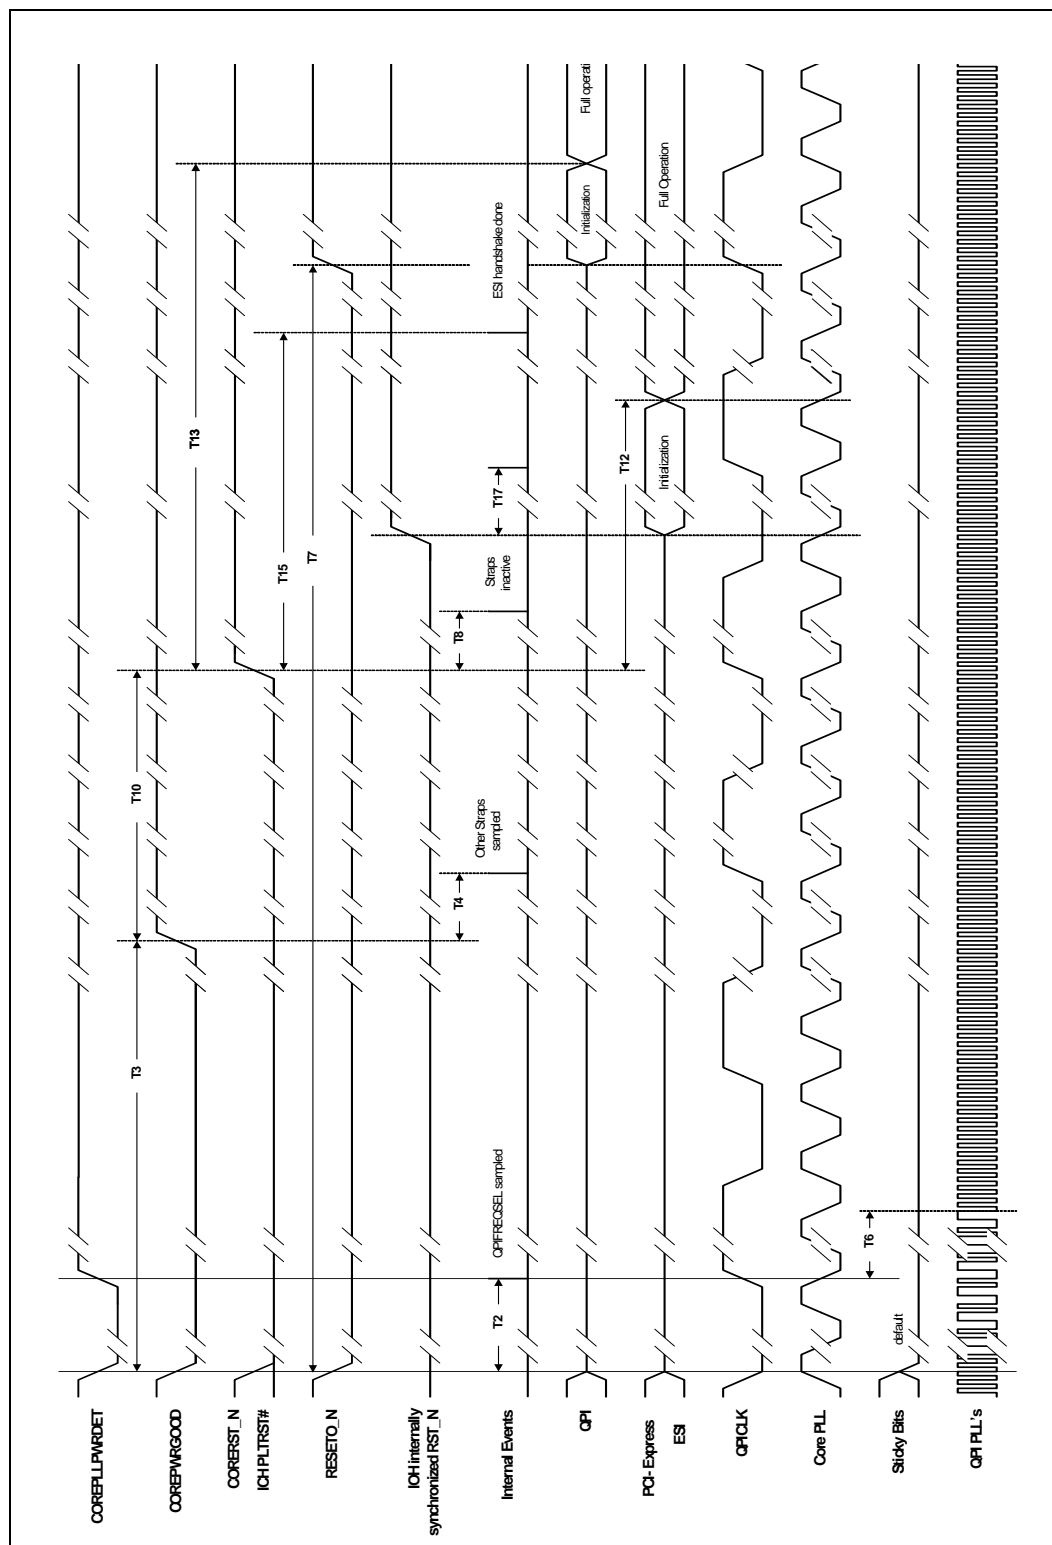 COREPLLPWRDET
COREPWRGOOD
CORERST_N
ICH PLTRST#
RESETO_N
IOH internally
synchronized RST_N
Internal Events
QPI
PCI- Express
ESI
QPICLK
Core PLL
Sticky Bits
QPI PLL's
T3
T10
T13
T15
T7
T2
QPIFREQSEL sampled
T4
Other Straps
sampled
T8
Straps
inactive
T17
ESI handshake done
Initialization
Full operati
T12
Initialization
Full Operation
T6
default